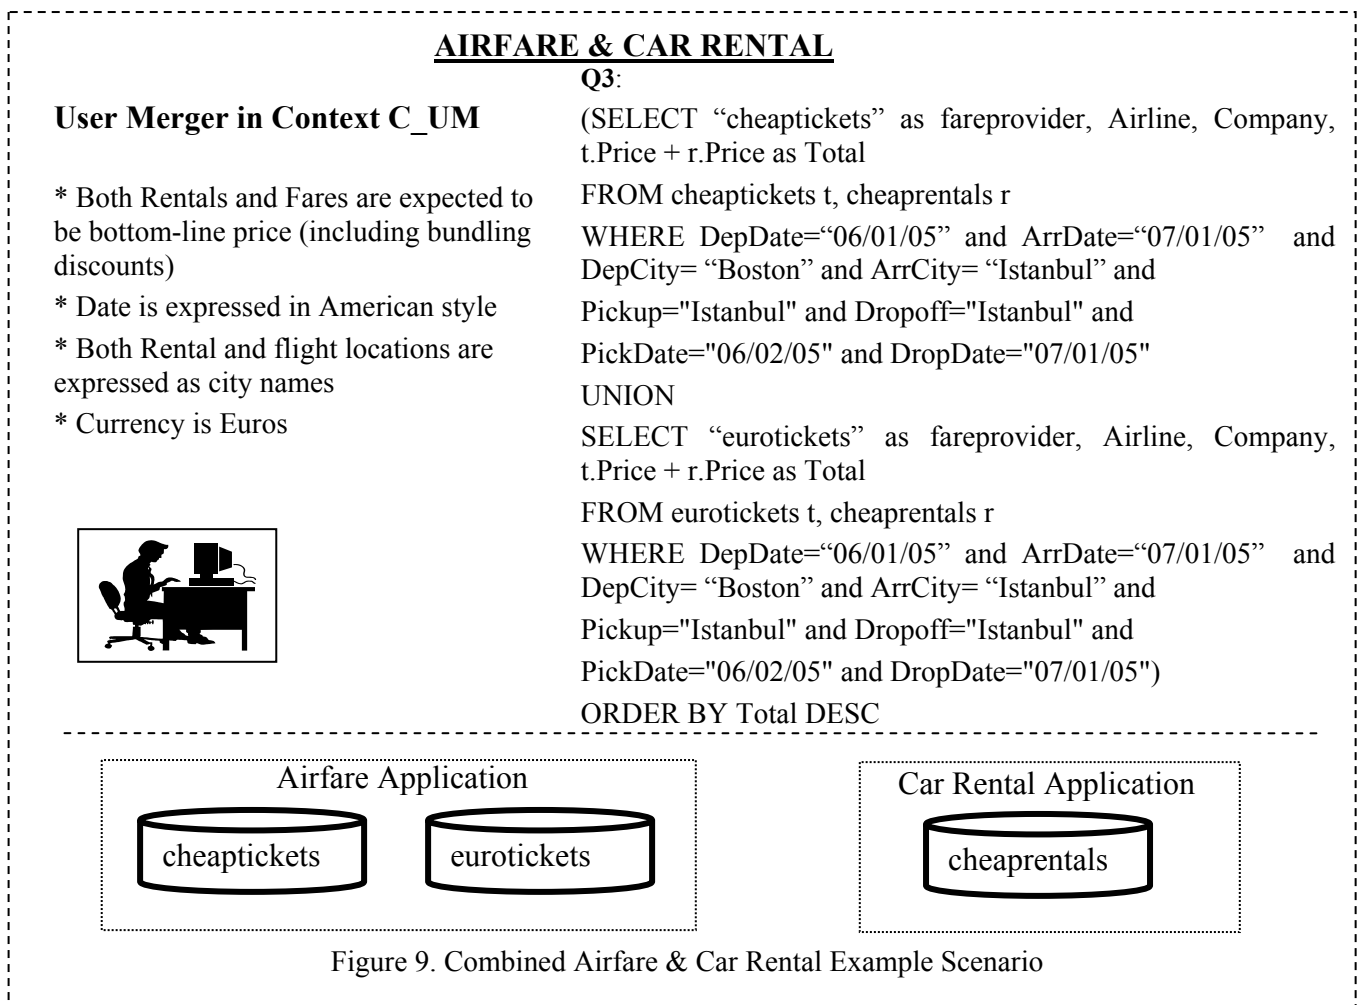 AIRFARE & CAR RENTAL
User Merger in Context C_UM
* Both Rentals and Fares are expected to
be bottom-line price (including bundling
discounts)
* Date is expressed in American style
* Both Rental and flight locations are
expressed as city names
* Currency is Euros
Q3:
(SELECT “cheaptickets” as fareprovider, Airline, Company,
t.Price + r.Price as Total
FROM cheaptickets t, cheaprentals r
WHERE DepDate=“06/01/05” and ArrDate=“07/01/05” and
DepCity= “Boston” and ArrCity= “Istanbul” and
Pickup="Istanbul" and Dropoff="Istanbul" and
PickDate="06/02/05" and DropDate="07/01/05"
UNION
SELECT “eurotickets” as fareprovider, Airline, Company,
t.Price + r.Price as Total
FROM eurotickets t, cheaprentals r
WHERE DepDate=“06/01/05” and ArrDate=“07/01/05” and
DepCity= “Boston” and ArrCity= “Istanbul” and
Pickup="Istanbul" and Dropoff="Istanbul" and
PickDate="06/02/05" and DropDate="07/01/05")
ORDER BY Total DESC
Airfare Application
cheaptickets
eurotickets
Car Rental Application
cheaprentals
Figure 9. Combined Airfare & Car Rental Example Scenario